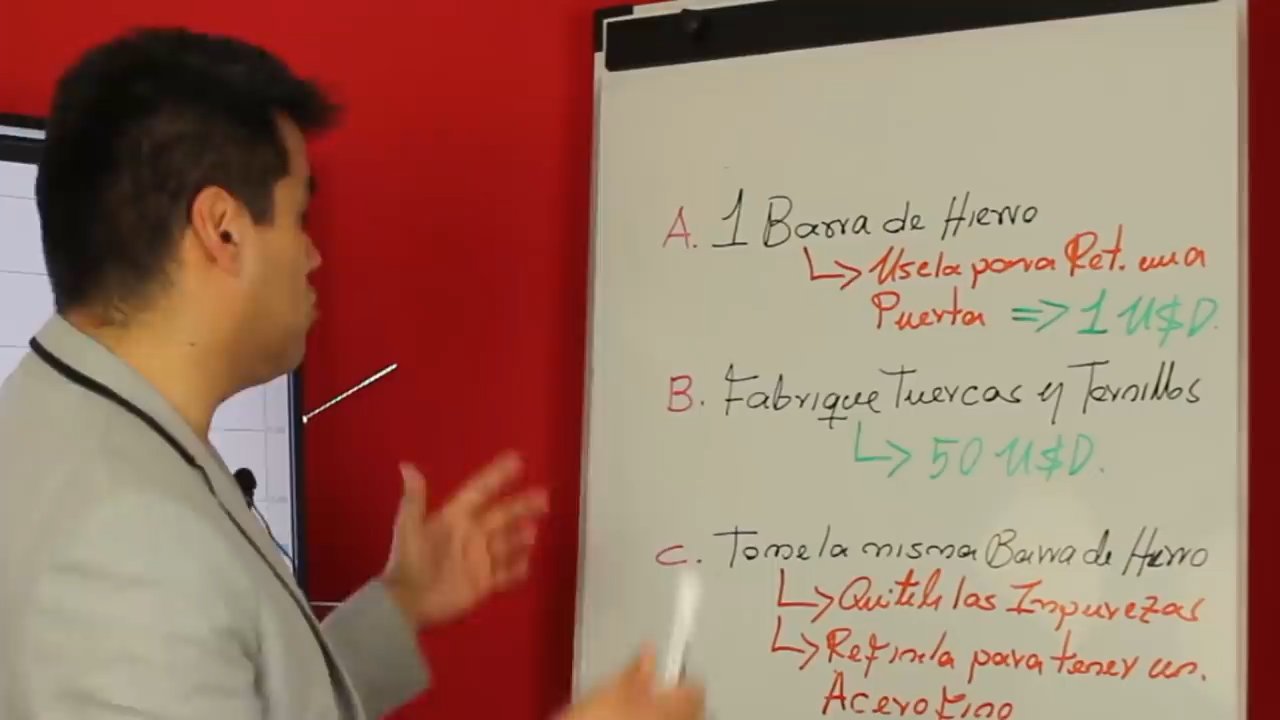 A. 1 Barra de Hierro
↳ Usela para Ret. una
Puerta => 1 U$D.
B. Fabrique Tuercas y Tornillos
↳ 50 U$D.
C. Tome la misma Barra de Hierro
↳ Quitele las Impurezas
↳ Refinela para tener un.
Acero Fino